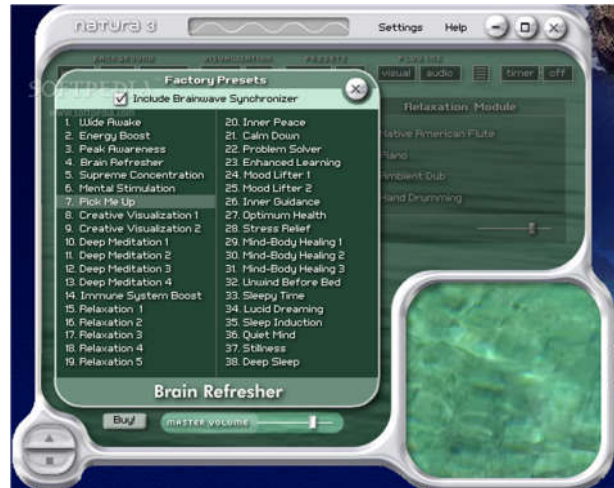 natura 3
Settings Help
BACKGROUND VISUALIZATION PRESETS PLUGINS
visual audio timer off
SOFTPEDIA
www.softpedia.com
Factory Presets
Include Brainwave Synchronizer
1. Wide Awake
2. Energy Boost
3. Peak Awareness
4. Brain Refresher
5. Supreme Concentration
6. Mental Stimulation
7. Pick Me Up
8. Creative Visualization 1
9. Creative Visualization 2
10. Deep Meditation 1
11. Deep Meditation 2
12. Deep Meditation 3
13. Deep Meditation 4
14. Immune System Boost
15. Relaxation 1
16. Relaxation 2
17. Relaxation 3
18. Relaxation 4
19. Relaxation 5
20. Inner Peace
21. Calm Down
22. Problem Solver
23. Enhanced Learning
24. Mood Lifter 1
25. Mood Lifter 2
26. Inner Guidance
27. Optimum Health
28. Stress Relief
29. Mind-Body Healing 1
30. Mind-Body Healing 2
31. Mind-Body Healing 3
32. Unwind Before Bed
33. Sleepy Time
34. Lucid Dreaming
35. Sleep Induction
36. Quiet Mind
37. Stillness
38. Deep Sleep
Brain Refresher
Relaxation Module
Native American Flute
Piano
Ambient Dub
Hand Drumming
Buy!
MASTER VOLUME